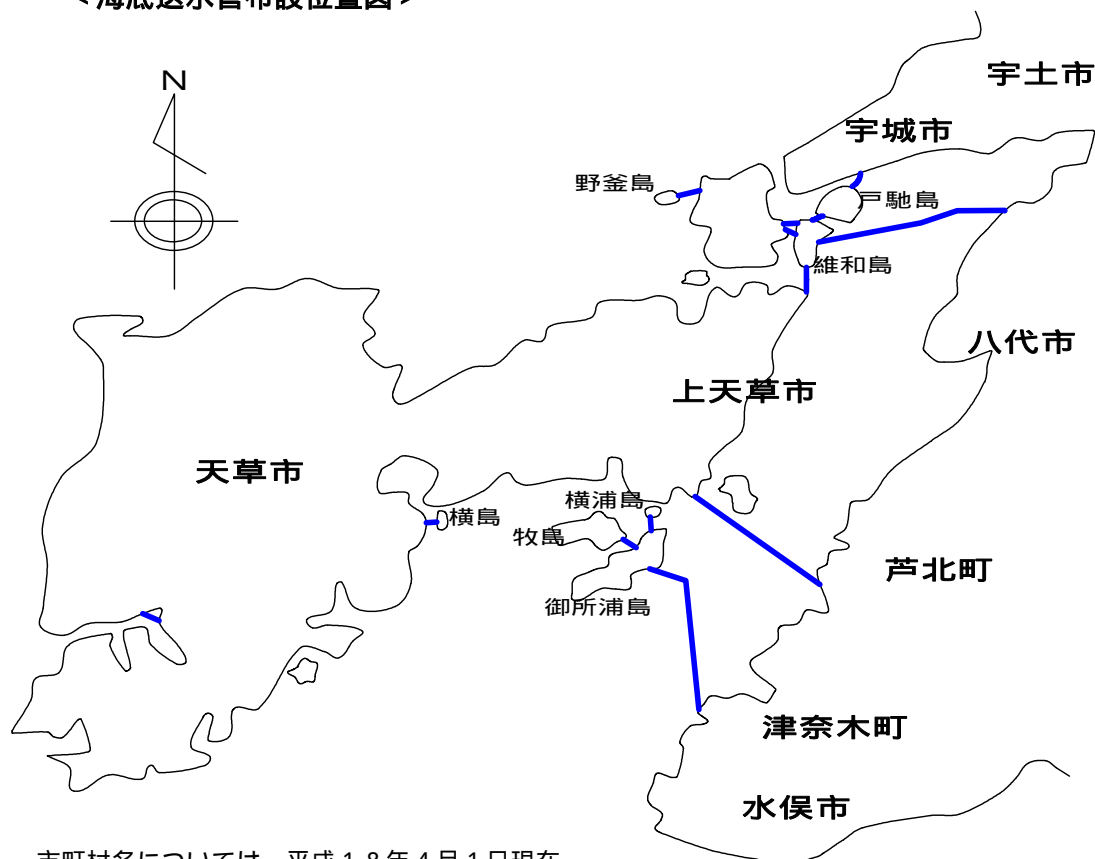 <海底送水管布設位置図>
N
宇土市
宇城市
野釜島
戸馳島
維和島
八代市
上天草市
天草市
横浦島
横島
牧島
芦北町
御所浦島
津奈木町
水俣市
市町村名については、平成18年4月1日現在